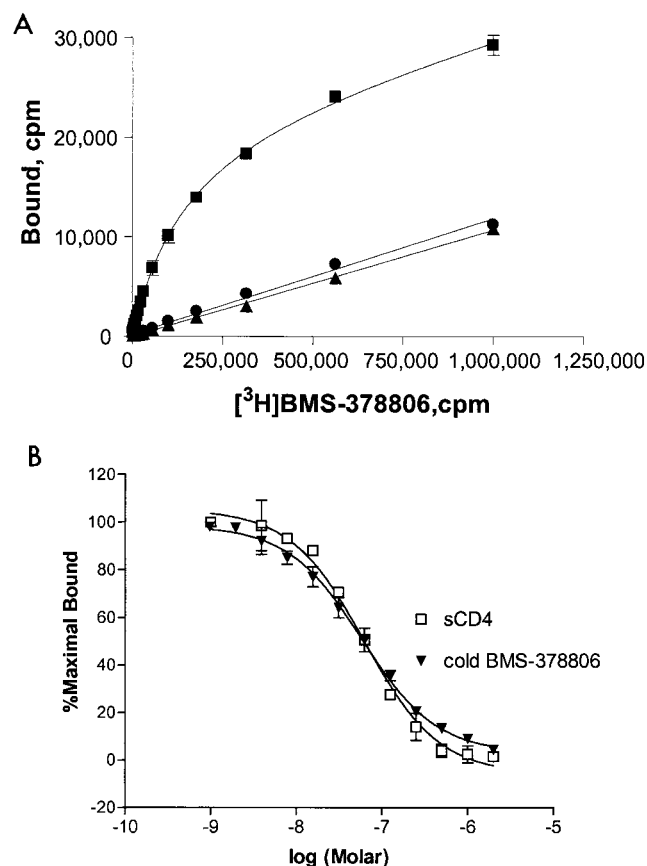 A
30,000
20,000
10,000
0
Bound, cpm
0 250,000 500,000 750,000 1,000,000 1,250,000
[³H]BMS-378806,cpm
B
120
100
80
60
40
20
0
-20
%Maximal Bound
sCD4
cold BMS-378806
-10 -9 -8 -7 -6 -5
log (Molar)